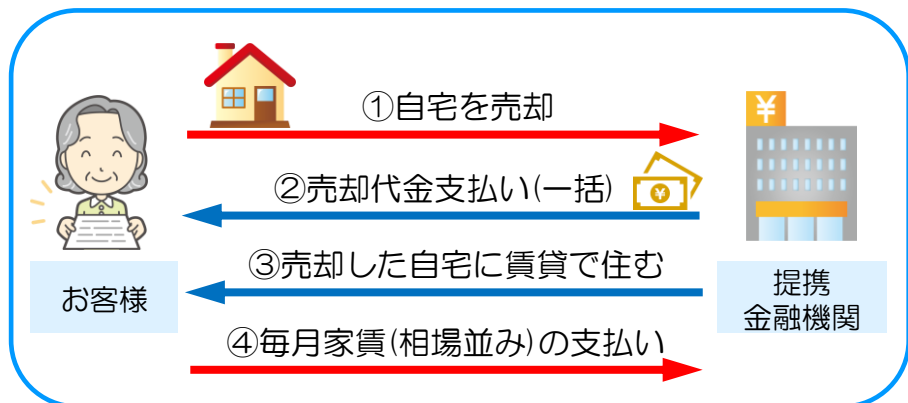 ①自宅を売却
¥
②売却代金支払い(一括)
¥
③売却した自宅に賃貸で住む
お客様
提携
金融機関
④毎月家賃(相場並み)の支払い